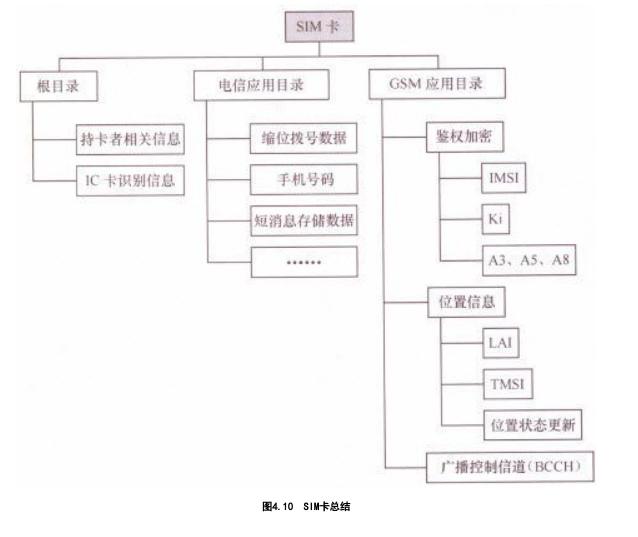 SIM 卡
根目录
电信应用目录
GSM 应用目录
持卡者相关信息
IC 卡识别信息
缩位拨号数据
手机号码
短消息存储数据
……
鉴权加密
IMSI
Ki
A3、A5、A8
位置信息
LAI
TMSI
位置状态更新
广播控制信道(BCCH)
图4.10 SIM卡总结